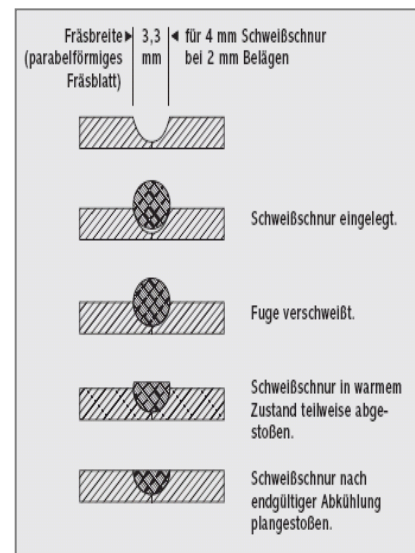 Fräsbreite 3,3 für 4 mm Schweißschnur
(parabelförmiges mm bei 2 mm Belägen
Fräsblatt)
Schweißschnur eingelegt.
Fuge verschweißt.
Schweißschnur in warmem
Zustand teilweise abge-
stoßen.
Schweißschnur nach
endgültiger Abkühlung
plangestoßen.